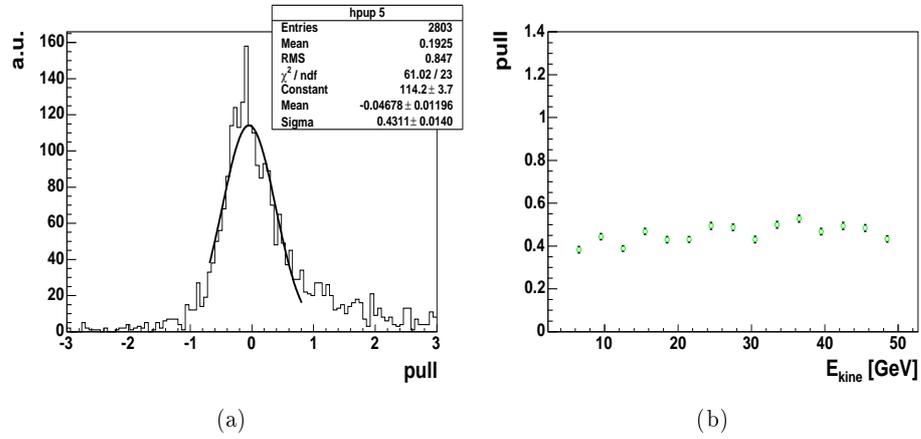 hpup 5
Entries 2803
Mean 0.1925
RMS 0.847
χ² / ndf 61.02 / 23
Constant 114.2 ± 3.7
Mean -0.04678 ± 0.01196
Sigma 0.4311 ± 0.0140
a.u.
160
140
120
100
80
60
40
20
0
-3 -2 -1 0 1 2 3
pull
(a)
pull
1.4
1.2
1
0.8
0.6
0.4
0.2
0
10 20 30 40 50
E_kine [GeV]
(b)